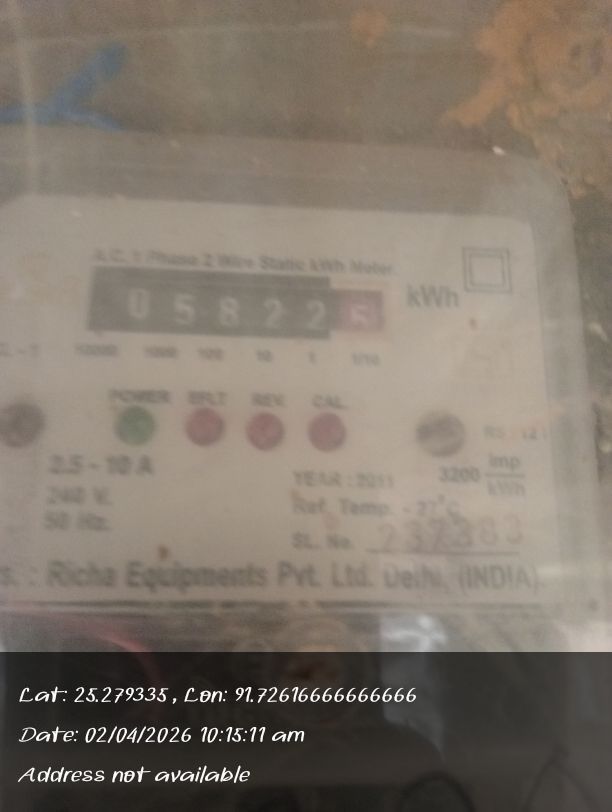 A.C. 1 Phase 2 Wire Static kWh Meter
0 5 8 2 2 5 kWh
10000 1000 100 10 1 1/10
POWER EFLT REV. CAL.
2.5 - 10 A
240 V.
50 Hz.
YEAR : 2011
3200 imp/kWh
Ref. Temp. - 27°C
SL. No.
: Richa Equipments Pvt. Ltd. Delhi, (INDIA)
Lat: 25.279335 , Lon: 91.72616666666666
Date: 02/04/2026 10:15:11 am
Address not available